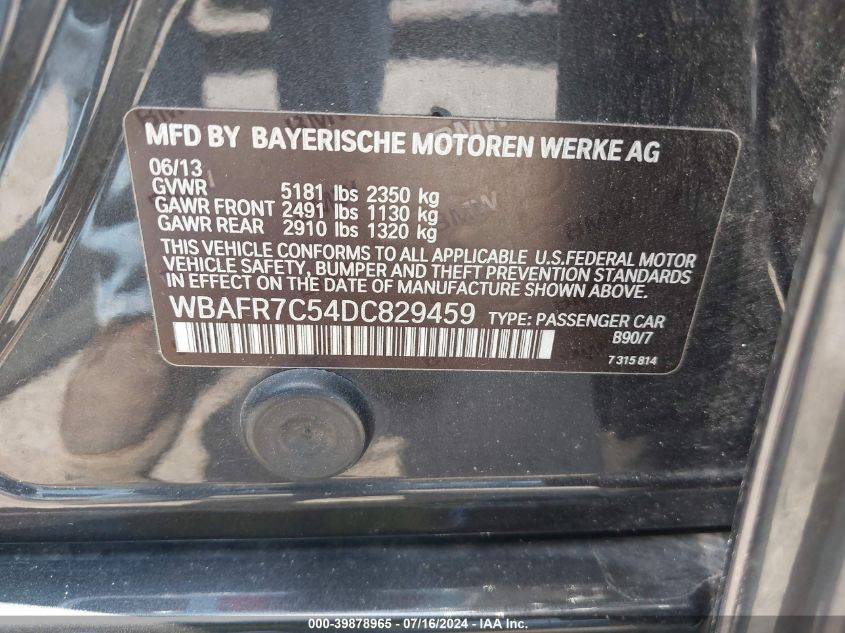 MFD BY BAYERISCHE MOTOREN WERKE AG
06/13
GVWR 5181 lbs 2350 kg
GAWR FRONT 2491 lbs 1130 kg
GAWR REAR 2910 lbs 1320 kg
THIS VEHICLE CONFORMS TO ALL APPLICABLE U.S.FEDERAL MOTOR
VEHICLE SAFETY, BUMPER AND THEFT PREVENTION STANDARDS
IN EFFECT ON THE DATE OF MANUFACTURE SHOWN ABOVE.
WBAFR7C54DC829459 TYPE: PASSENGER CAR
B90/7
7 315 814
000-39878965 - 07/16/2024 - IAA Inc.